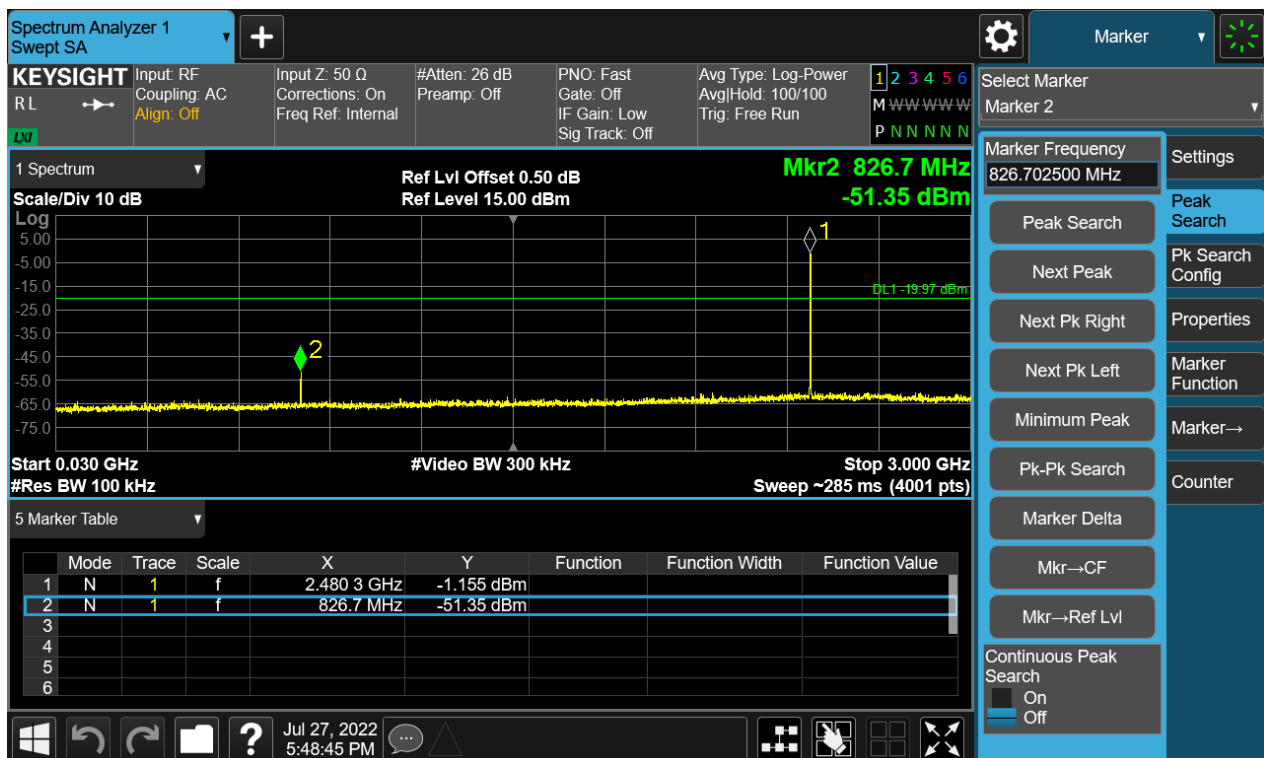 Spectrum Analyzer 1
Swept SA
Marker
KEYSIGHT
R L
LXI
Input: RF
Coupling: AC
Align: Off
Input Z: 50 Ω
Corrections: On
Freq Ref: Internal
#Atten: 26 dB
Preamp: Off
PNO: Fast
Gate: Off
IF Gain: Low
Sig Track: Off
Avg Type: Log-Power
Avg|Hold: 100/100
Trig: Free Run
1 2 3 4 5 6
M W W W W W W
P N N N N N
Select Marker
Marker 2
1 Spectrum
Scale/Div 10 dB
Ref Lvl Offset 0.50 dB
Ref Level 15.00 dBm
Mkr2 826.7 MHz
-51.35 dBm
Log
5.00
-5.00
-15.0
-25.0
-35.0
-45.0
-55.0
-65.0
-75.0
1
DL1 -19.97 dBm
2
Start 0.030 GHz
#Video BW 300 kHz
Stop 3.000 GHz
#Res BW 100 kHz
Sweep ~285 ms (4001 pts)
5 Marker Table
Mode Trace Scale X Y Function Function Width Function Value
1 N 1 f 2.480 3 GHz -1.155 dBm
2 N 1 f 826.7 MHz -51.35 dBm
3
4
5
6
Marker Frequency
826.702500 MHz
Peak Search
Next Peak
Next Pk Right
Next Pk Left
Minimum Peak
Pk-Pk Search
Marker Delta
Mkr→CF
Mkr→Ref Lvl
Continuous Peak
Search
On
Off
Settings
Peak
Search
Pk Search
Config
Properties
Marker
Function
Marker→
Counter
?
Jul 27, 2022
5:48:45 PM